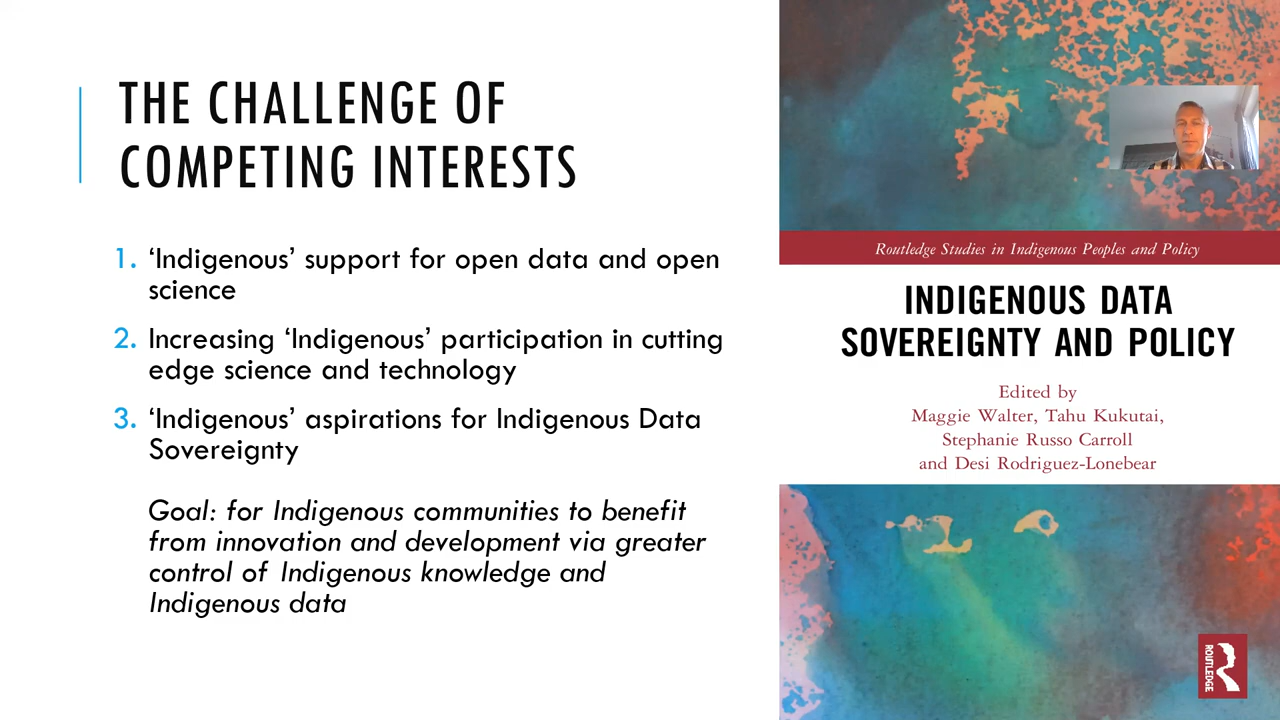 THE CHALLENGE OF
COMPETING INTERESTS
1. ‘Indigenous’ support for open data and open
science
2. Increasing ‘Indigenous’ participation in cutting
edge science and technology
3. ‘Indigenous’ aspirations for Indigenous Data
Sovereignty
Goal: for Indigenous communities to benefit
from innovation and development via greater
control of Indigenous knowledge and
Indigenous data
Routledge Studies in Indigenous Peoples and Policy
INDIGENOUS DATA
SOVEREIGNTY AND POLICY
Edited by
Maggie Walter, Tahu Kukutai,
Stephanie Russo Carroll
and Desi Rodriguez-Lonebear
ROUTLEDGE